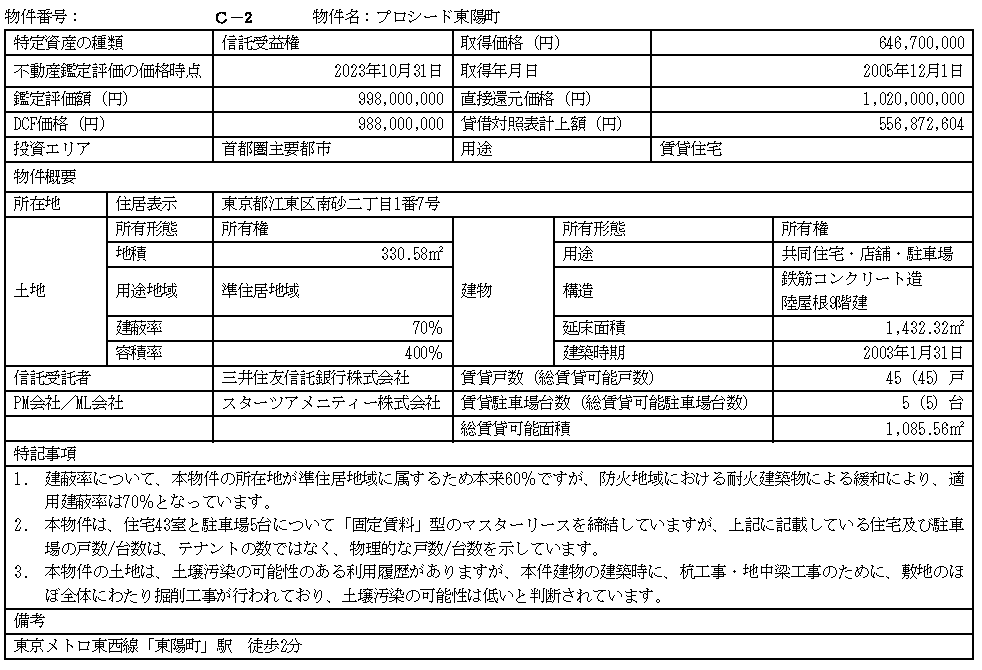 物件番号： C－2 物件名：プロシード東陽町
特定資産の種類 信託受益権 取得価格（円） 646,700,000
不動産鑑定評価の価格時点 2023年10月31日 取得年月日 2005年12月1日
鑑定評価額（円） 998,000,000 直接還元価格（円） 1,020,000,000
DCF価格（円） 988,000,000 貸借対照表計上額（円） 556,872,604
投資エリア 首都圏主要都市 用途 賃貸住宅
物件概要
所在地 住居表示 東京都江東区南砂二丁目1番7号
土地 所有形態 所有権 建物 所有形態 所有権
地積 330.58㎡ 用途 共同住宅・店舗・駐車場
用途地域 準住居地域 構造 鉄筋コンクリート造
陸屋根9階建
建蔽率 70% 延床面積 1,432.32㎡
容積率 400% 建築時期 2003年1月31日
信託受託者 三井住友信託銀行株式会社 賃貸戸数（総賃貸可能戸数） 45（45）戸
PM会社／ML会社 スターツアメニティー株式会社 賃貸駐車場台数（総賃貸可能駐車場台数） 5（5）台
総賃貸可能面積 1,085.56㎡
特記事項
1. 建蔽率について、本物件の所在地が準住居地域に属するため本来60％ですが、防火地域における耐火建築物による緩和により、適
用建蔽率は70％となっています。
2. 本物件は、住宅43室と駐車場5台について「固定賃料」型のマスターリースを締結していますが、上記に記載している住宅及び駐車
場の戸数/台数は、テナントの数ではなく、物理的な戸数/台数を示しています。
3. 本物件の土地は、土壌汚染の可能性のある利用履歴がありますが、本件建物の建築時に、杭工事・地中梁工事のために、敷地のほ
ぼ全体にわたり掘削工事が行われており、土壌汚染の可能性は低いと判断されています。
備考
東京メトロ東西線「東陽町」駅　徒歩2分